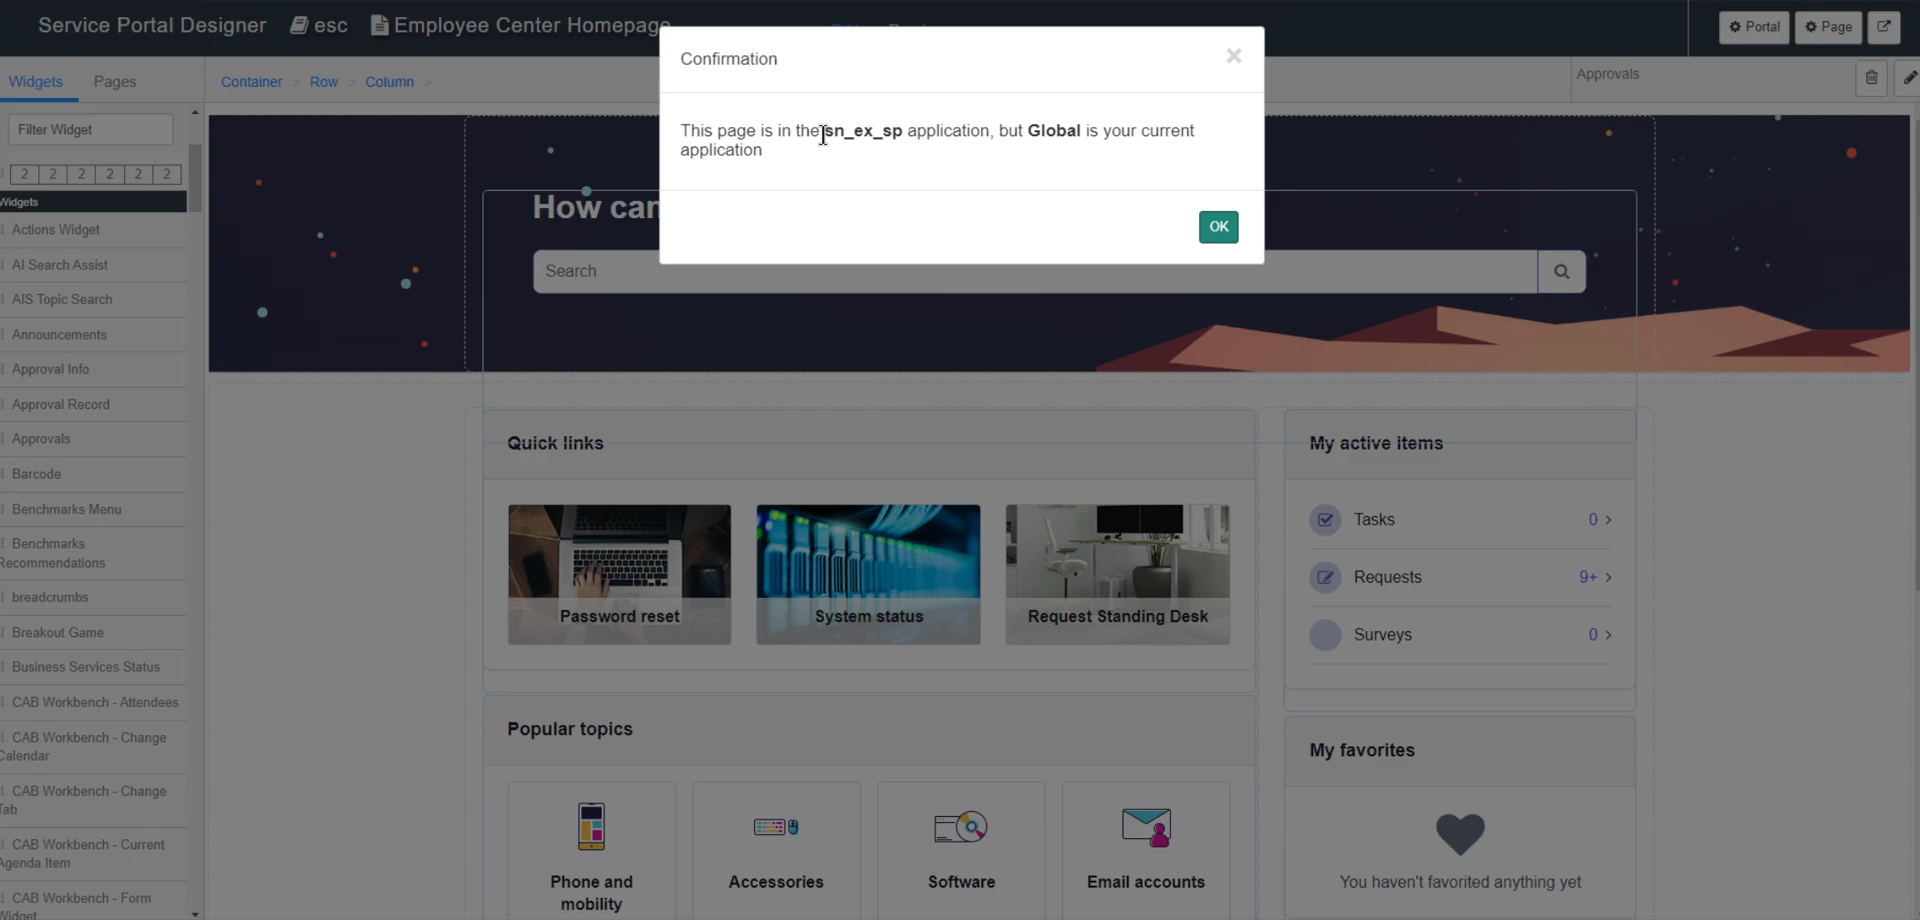 Service Portal Designer esc Employee Center Homepage
Portal Page
Widgets Pages
Container > Row > Column >
Approvals
Filter Widget
2 2 2 2 2 2
Widgets
Actions Widget
AI Search Assist
AIS Topic Search
Announcements
Approval Info
Approval Record
Approvals
Barcode
Benchmarks Menu
Benchmarks
Recommendations
breadcrumbs
Breakout Game
Business Services Status
CAB Workbench - Attendees
CAB Workbench - Change
Calendar
CAB Workbench - Change
Tab
CAB Workbench - Current
Agenda Item
CAB Workbench - Form
Widget
Confirmation
×
This page is in the sn_ex_sp application, but Global is your current
application
OK
How can
Search
Quick links
Password reset
System status
Request Standing Desk
My active items
Tasks 0 >
Requests 9+ >
Surveys 0 >
Popular topics
Phone and
mobility
Accessories
Software
Email accounts
My favorites
You haven't favorited anything yet